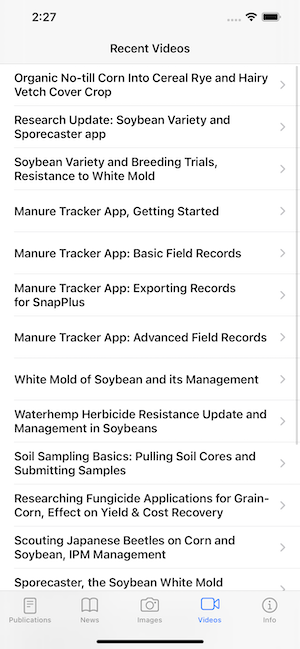 2:27
Recent Videos
Organic No-till Corn Into Cereal Rye and Hairy
Vetch Cover Crop
Research Update: Soybean Variety and
Sporecaster app
Soybean Variety and Breeding Trials,
Resistance to White Mold
Manure Tracker App, Getting Started
Manure Tracker App: Basic Field Records
Manure Tracker App: Exporting Records
for SnapPlus
Manure Tracker App: Advanced Field Records
White Mold of Soybean and its Management
Waterhemp Herbicide Resistance Update and
Management in Soybeans
Soil Sampling Basics: Pulling Soil Cores and
Submitting Samples
Researching Fungicide Applications for Grain-
Corn, Effect on Yield & Cost Recovery
Scouting Japanese Beetles on Corn and
Soybean, IPM Management
Sporecaster, the Soybean White Mold
Publications News Images Videos Info